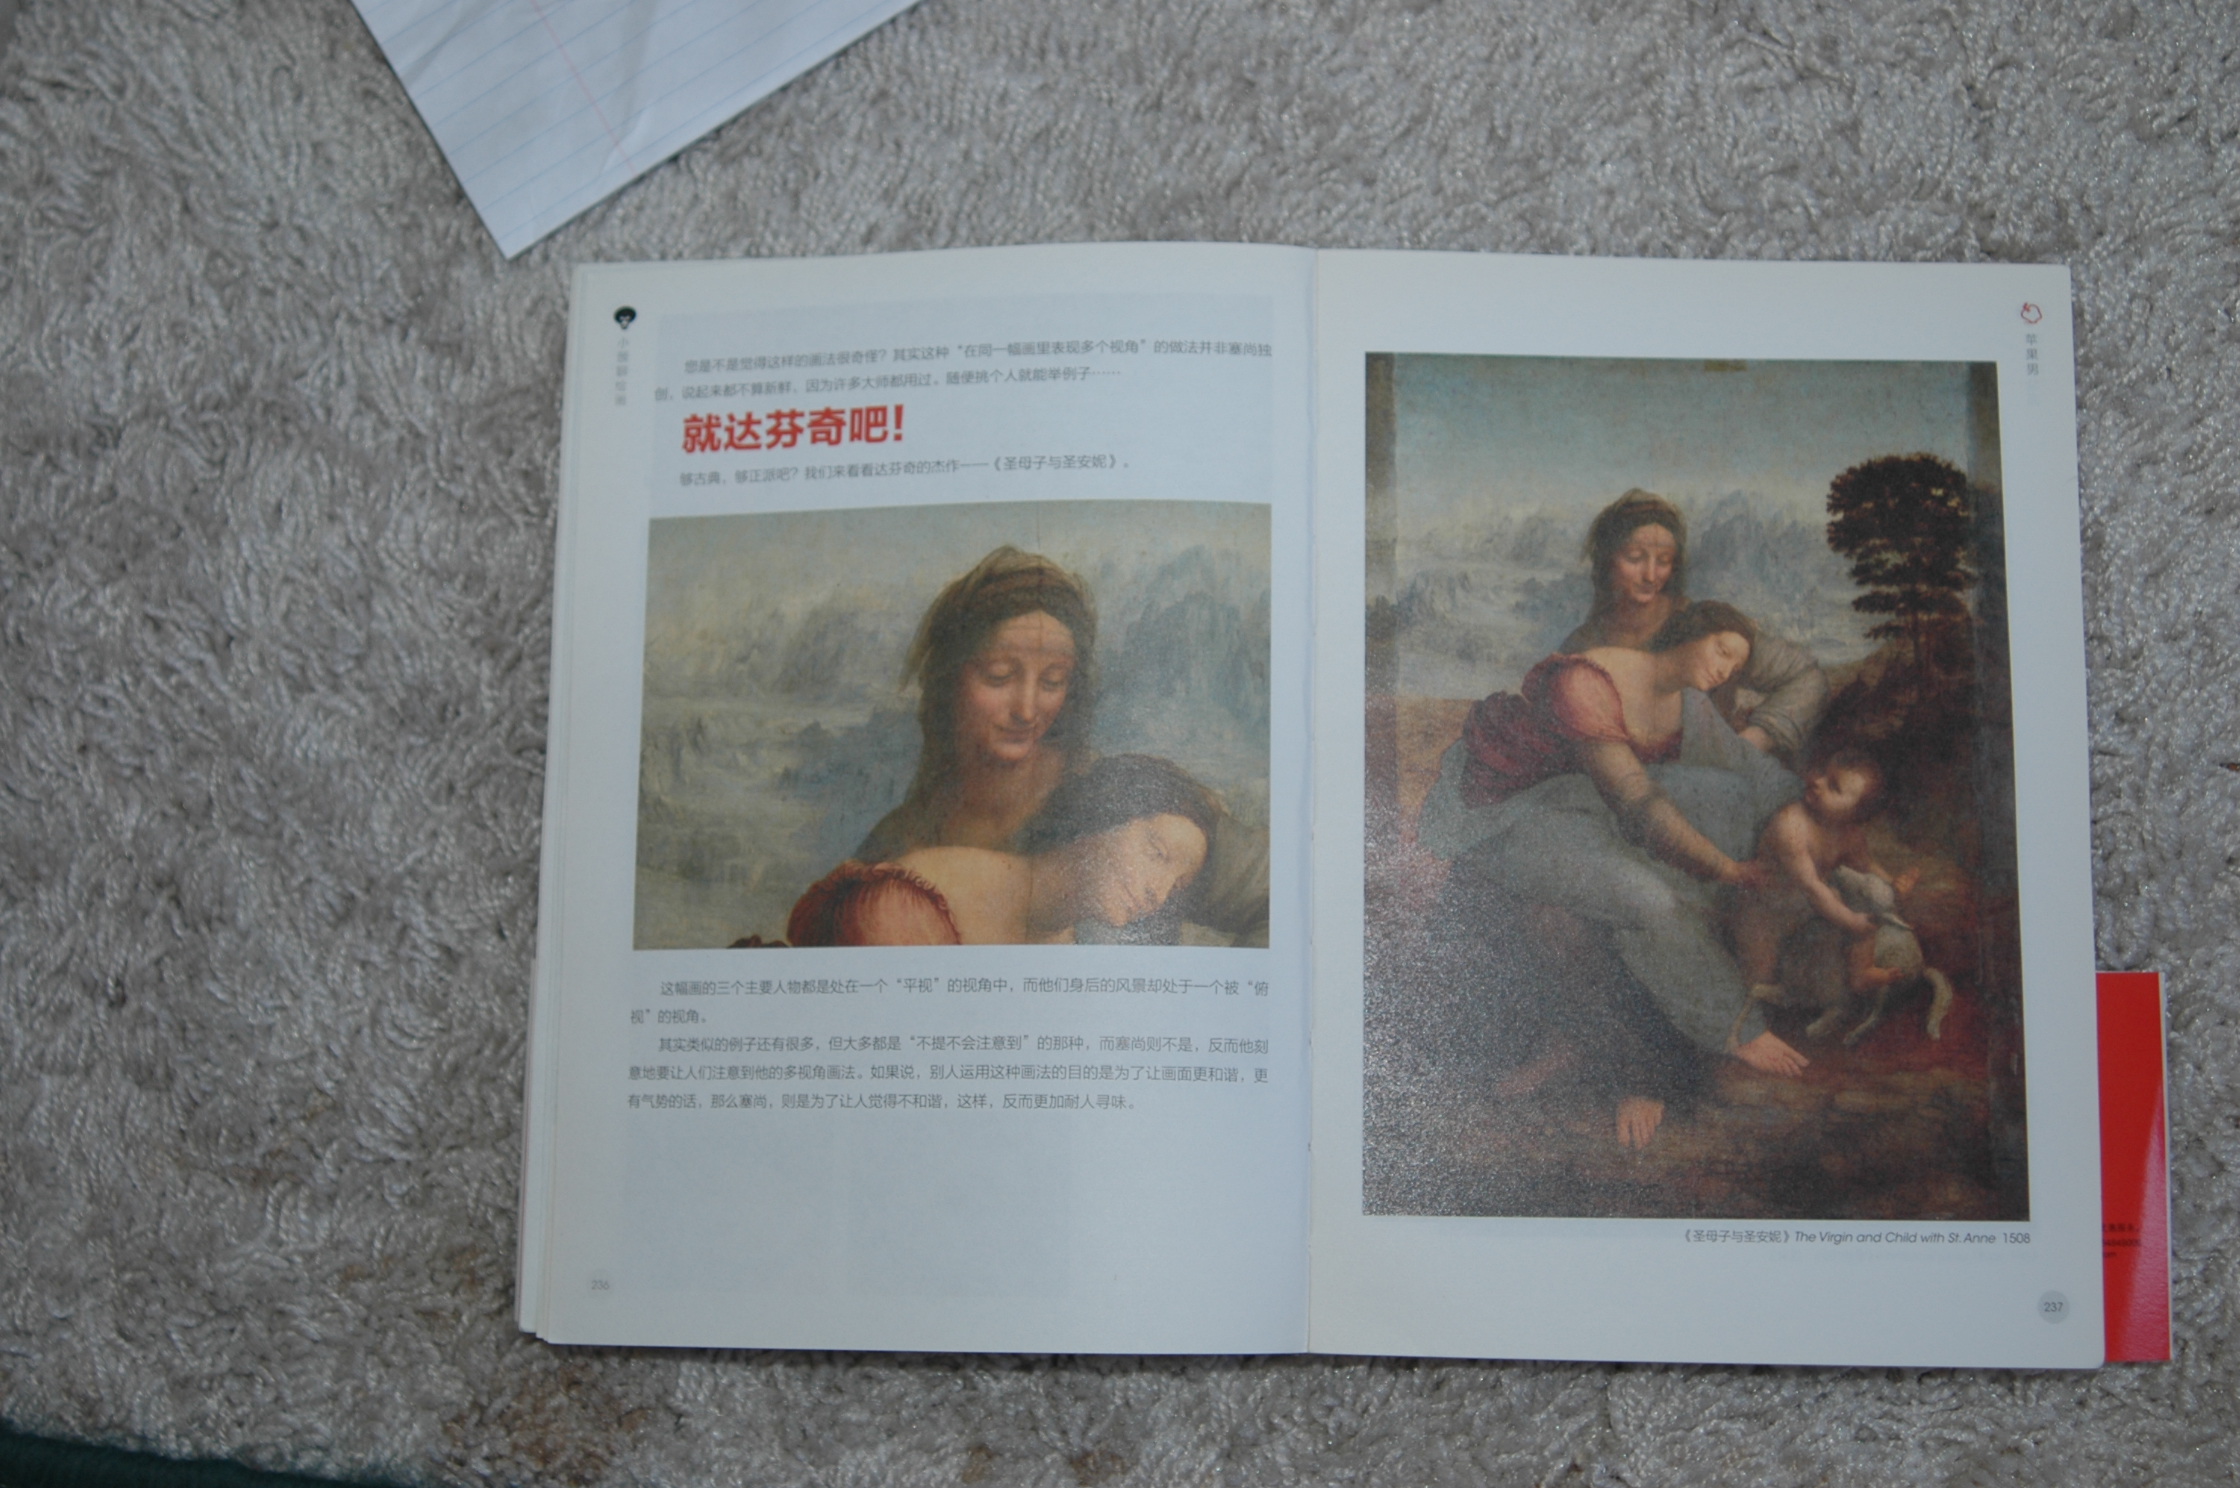 小顾
聊
绘
画
您是不是觉得这样的画法很奇怪？其实这种“在同一幅画里表现多个视角”的做法并非塞尚独
创，说起来都不算新鲜，因为许多大师都用过。随便挑个人就能举例子……
就达芬奇吧！
够古典，够正派吧？我们来看看达芬奇的杰作——《圣母子与圣安妮》。
这幅画的三个主要人物都是处在一个“平视”的视角中，而他们身后的风景却处于一个被“俯
视”的视角。
其实类似的例子还有很多，但大多都是“不提不会注意到”的那种，而塞尚则不是，反而他刻
意地要让人们注意到他的多视角画法。如果说，别人运用这种画法的目的是为了让画面更和谐，更
有气势的话，那么塞尚，则是为了让人觉得不和谐，这样，反而更加耐人寻味。
236
苹
果
男
《圣母子与圣安妮》The Virgin and Child with St. Anne 1508
237